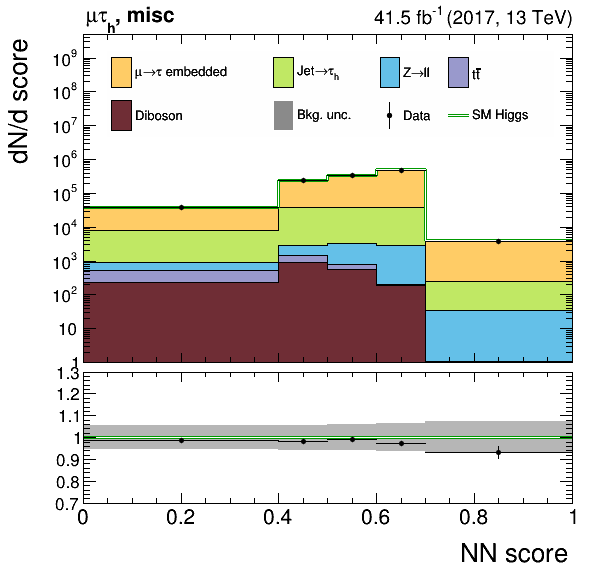 μτh, misc 41.5 fb⁻¹ (2017, 13 TeV)
dN/d score
10⁹
10⁸
10⁷
10⁶
10⁵
10⁴
10³
10²
10
1
μ→τ embedded Jet→τh Z→ll tt̅
Diboson Bkg. unc. Data SM Higgs
1.3
1.2
1.1
1
0.9
0.8
0.7
0 0.2 0.4 0.6 0.8 1
NN score